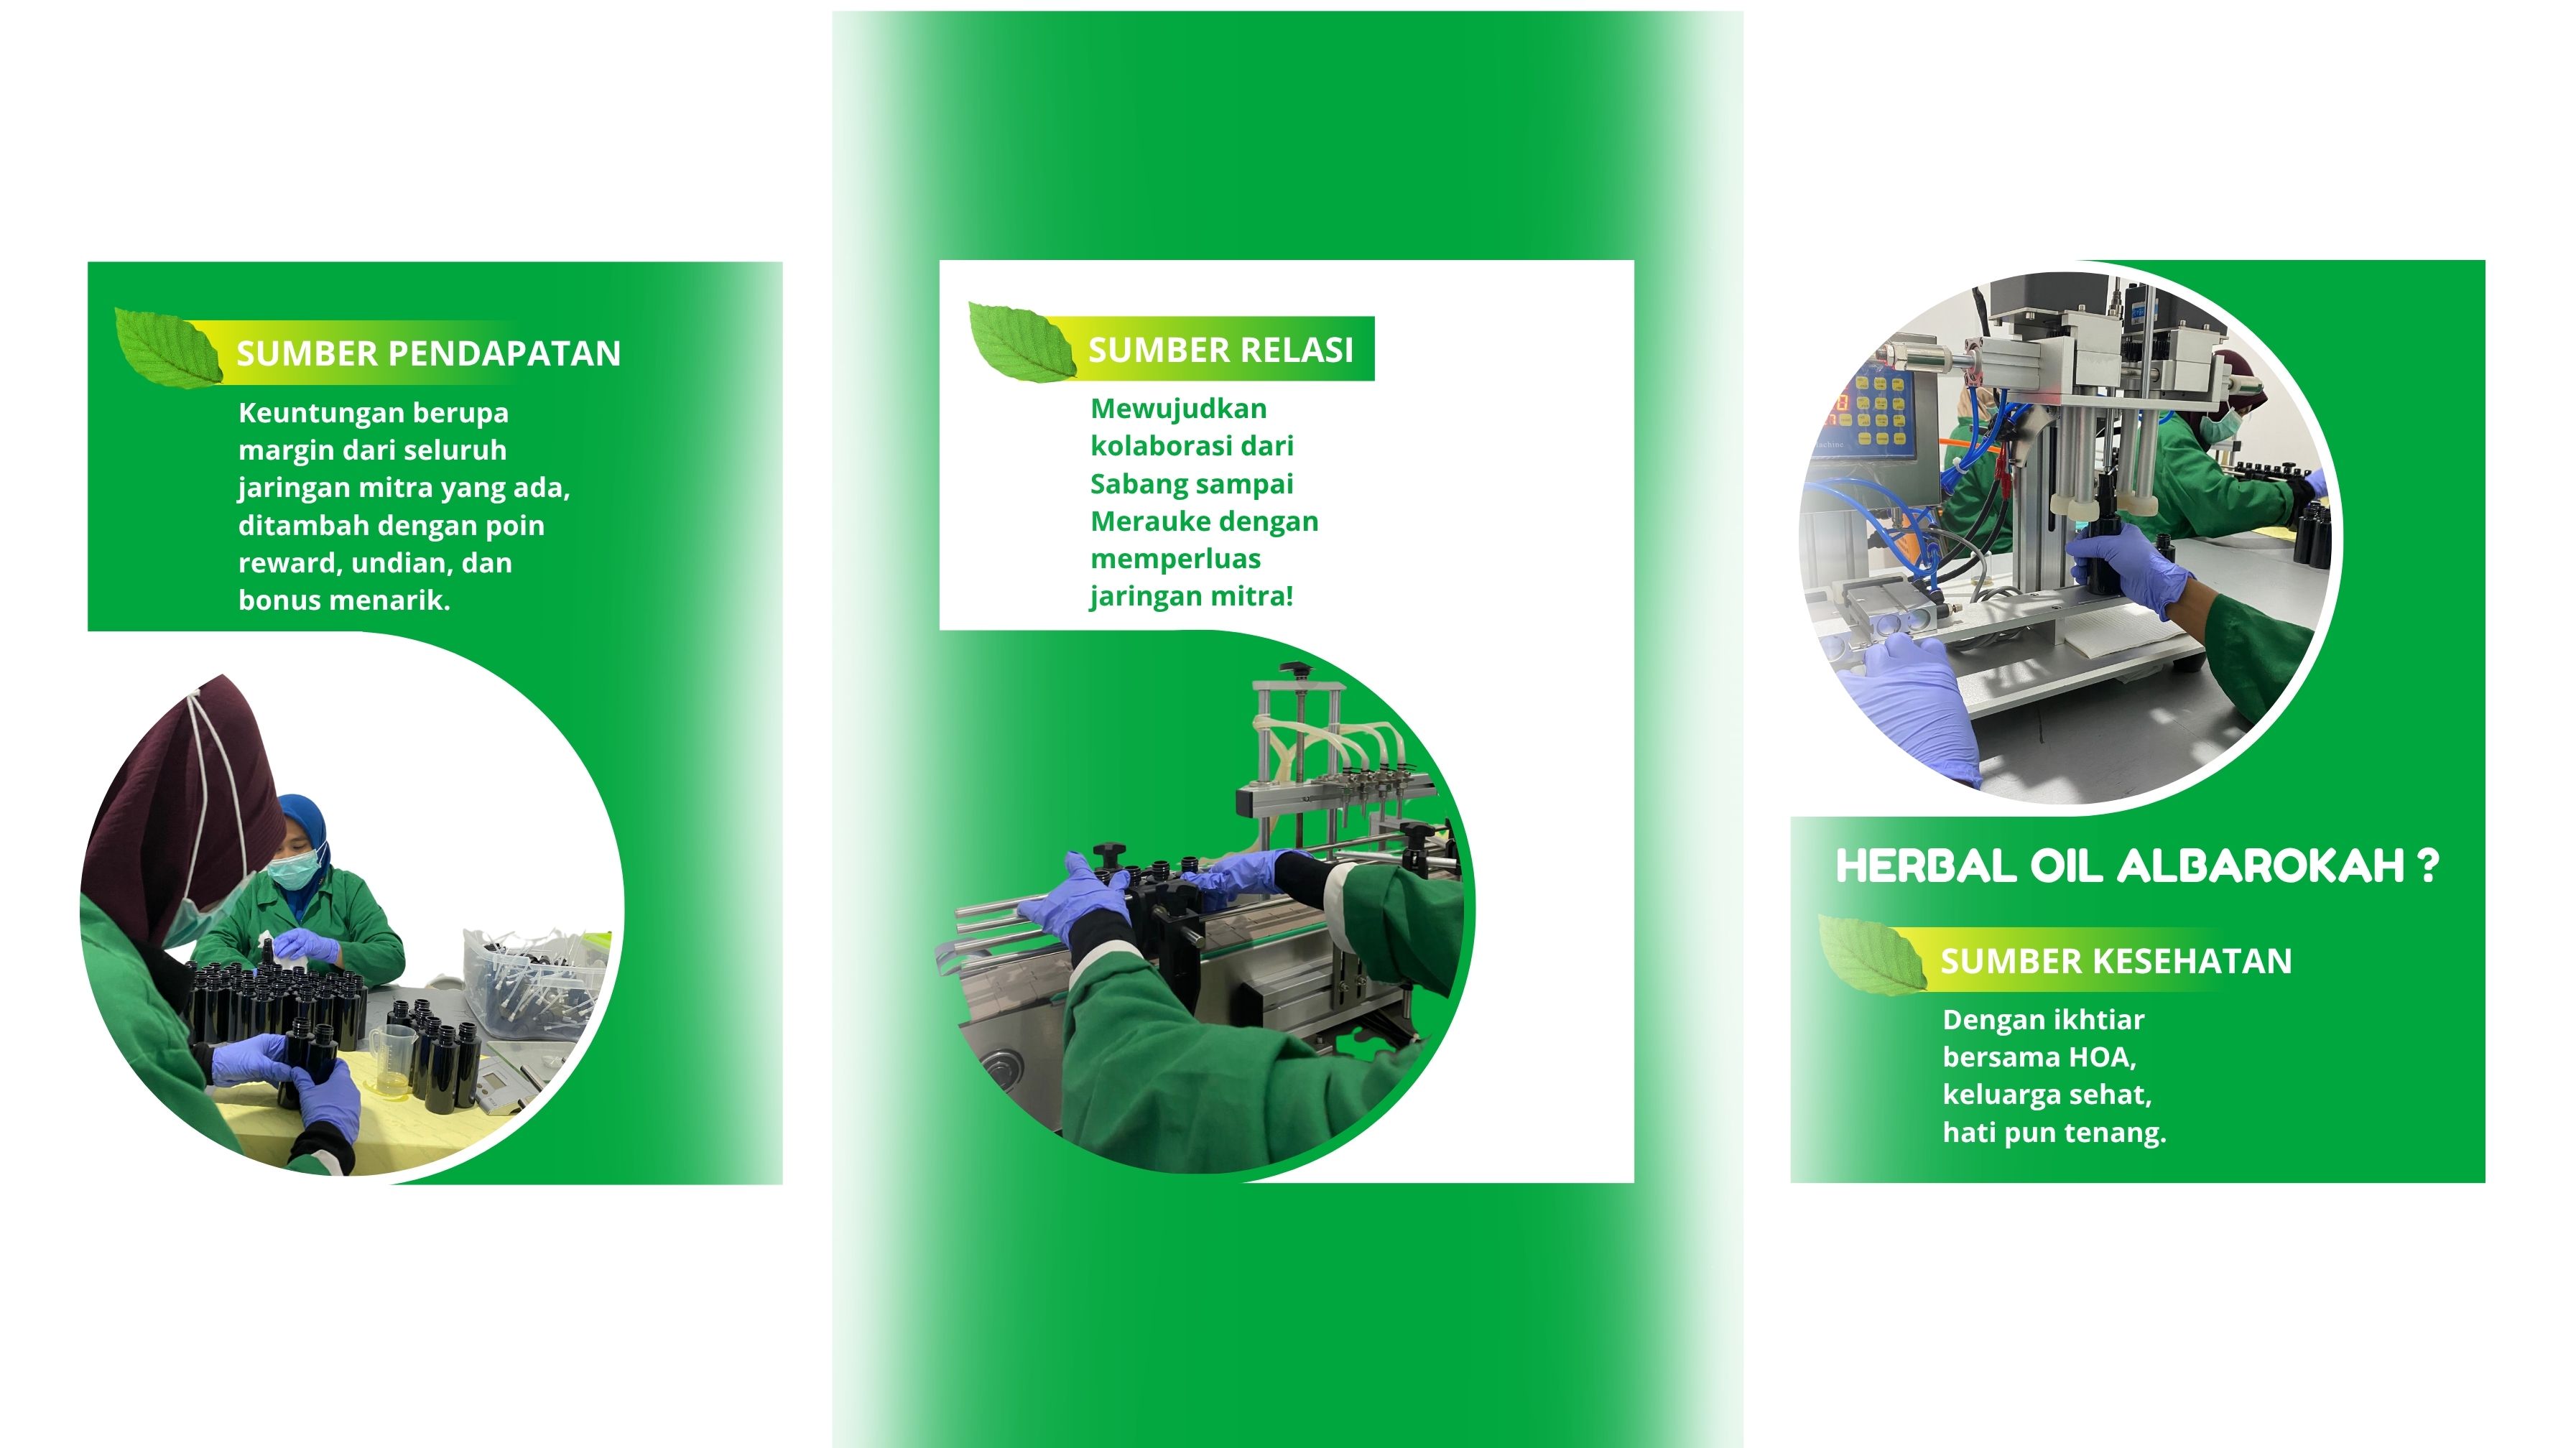 SUMBER PENDAPATAN
Keuntungan berupa
margin dari seluruh
jaringan mitra yang ada,
ditambah dengan poin
reward, undian, dan
bonus menarik.
SUMBER RELASI
Mewujudkan
kolaborasi dari
Sabang sampai
Merauke dengan
memperluas
jaringan mitra!
HERBAL OIL ALBAROKAH ?
SUMBER KESEHATAN
Dengan ikhtiar
bersama HOA,
keluarga sehat,
hati pun tenang.